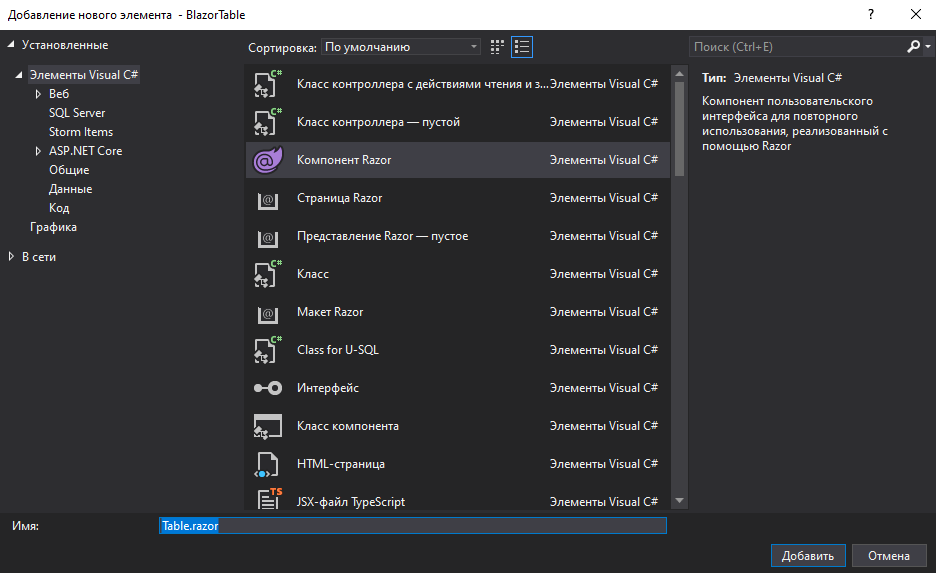 Добавление нового элемента - BlazorTable
?
Установленные
Элементы Visual C#
Веб
SQL Server
Storm Items
ASP.NET Core
Общие
Данные
Код
Графика
В сети
Сортировка: По умолчанию
Класс контроллера с действиями чтения и з... Элементы Visual C#
Класс контроллера — пустой Элементы Visual C#
Компонент Razor Элементы Visual C#
Страница Razor Элементы Visual C#
Представление Razor — пустое Элементы Visual C#
Класс Элементы Visual C#
Макет Razor Элементы Visual C#
Class for U-SQL Элементы Visual C#
Интерфейс Элементы Visual C#
Класс компонента Элементы Visual C#
HTML-страница Элементы Visual C#
JSX-файл TypeScript Элементы Visual C#
Поиск (Ctrl+E)
Тип: Элементы Visual C#
Компонент пользовательского
интерфейса для повторного
использования, реализованный с
помощью Razor
Имя: Table.razor
Добавить Отмена